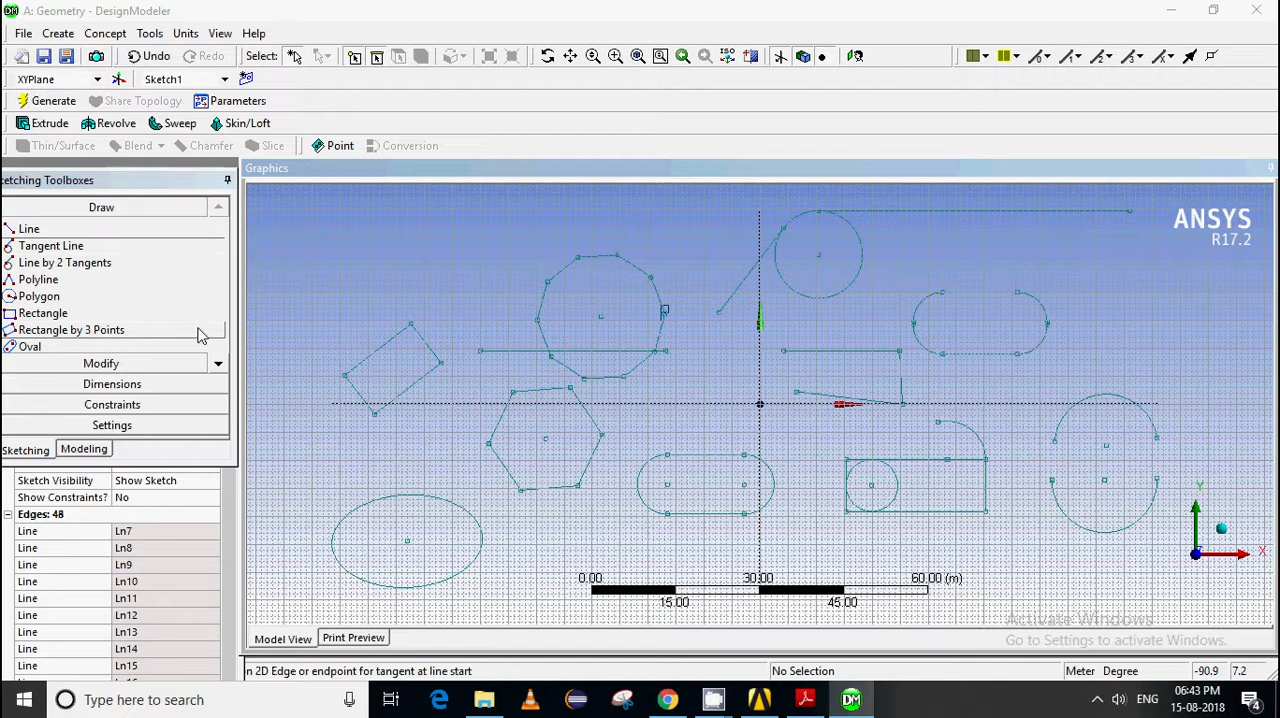 A: Geometry - DesignModeler
File Create Concept Tools Units View Help
Undo Redo Select:
XYPlane Sketch1
Generate Share Topology Parameters
Extrude Revolve Sweep Skin/Loft
Thin/Surface Blend Chamfer Slice Point Conversion
etching Toolboxes
Graphics
Draw
Line
Tangent Line
Line by 2 Tangents
Polyline
Polygon
Rectangle
Rectangle by 3 Points
Oval
Modify
Dimensions
Constraints
Settings
Sketching Modeling
Sketch Visibility Show Sketch
Show Constraints? No
Edges: 48
Line Ln7
Line Ln8
Line Ln9
Line Ln10
Line Ln11
Line Ln12
Line Ln13
Line Ln14
Line Ln15
ANSYS
R17.2
Y
X
0.00 30.00 60.00 (m)
15.00 45.00
Activate Windows
Go to Settings to activate Windows.
Model View Print Preview
n 2D Edge or endpoint for tangent at line start
No Selection
Meter Degree -90.9 7.2
Type here to search
ENG
06:43 PM
15-08-2018
4